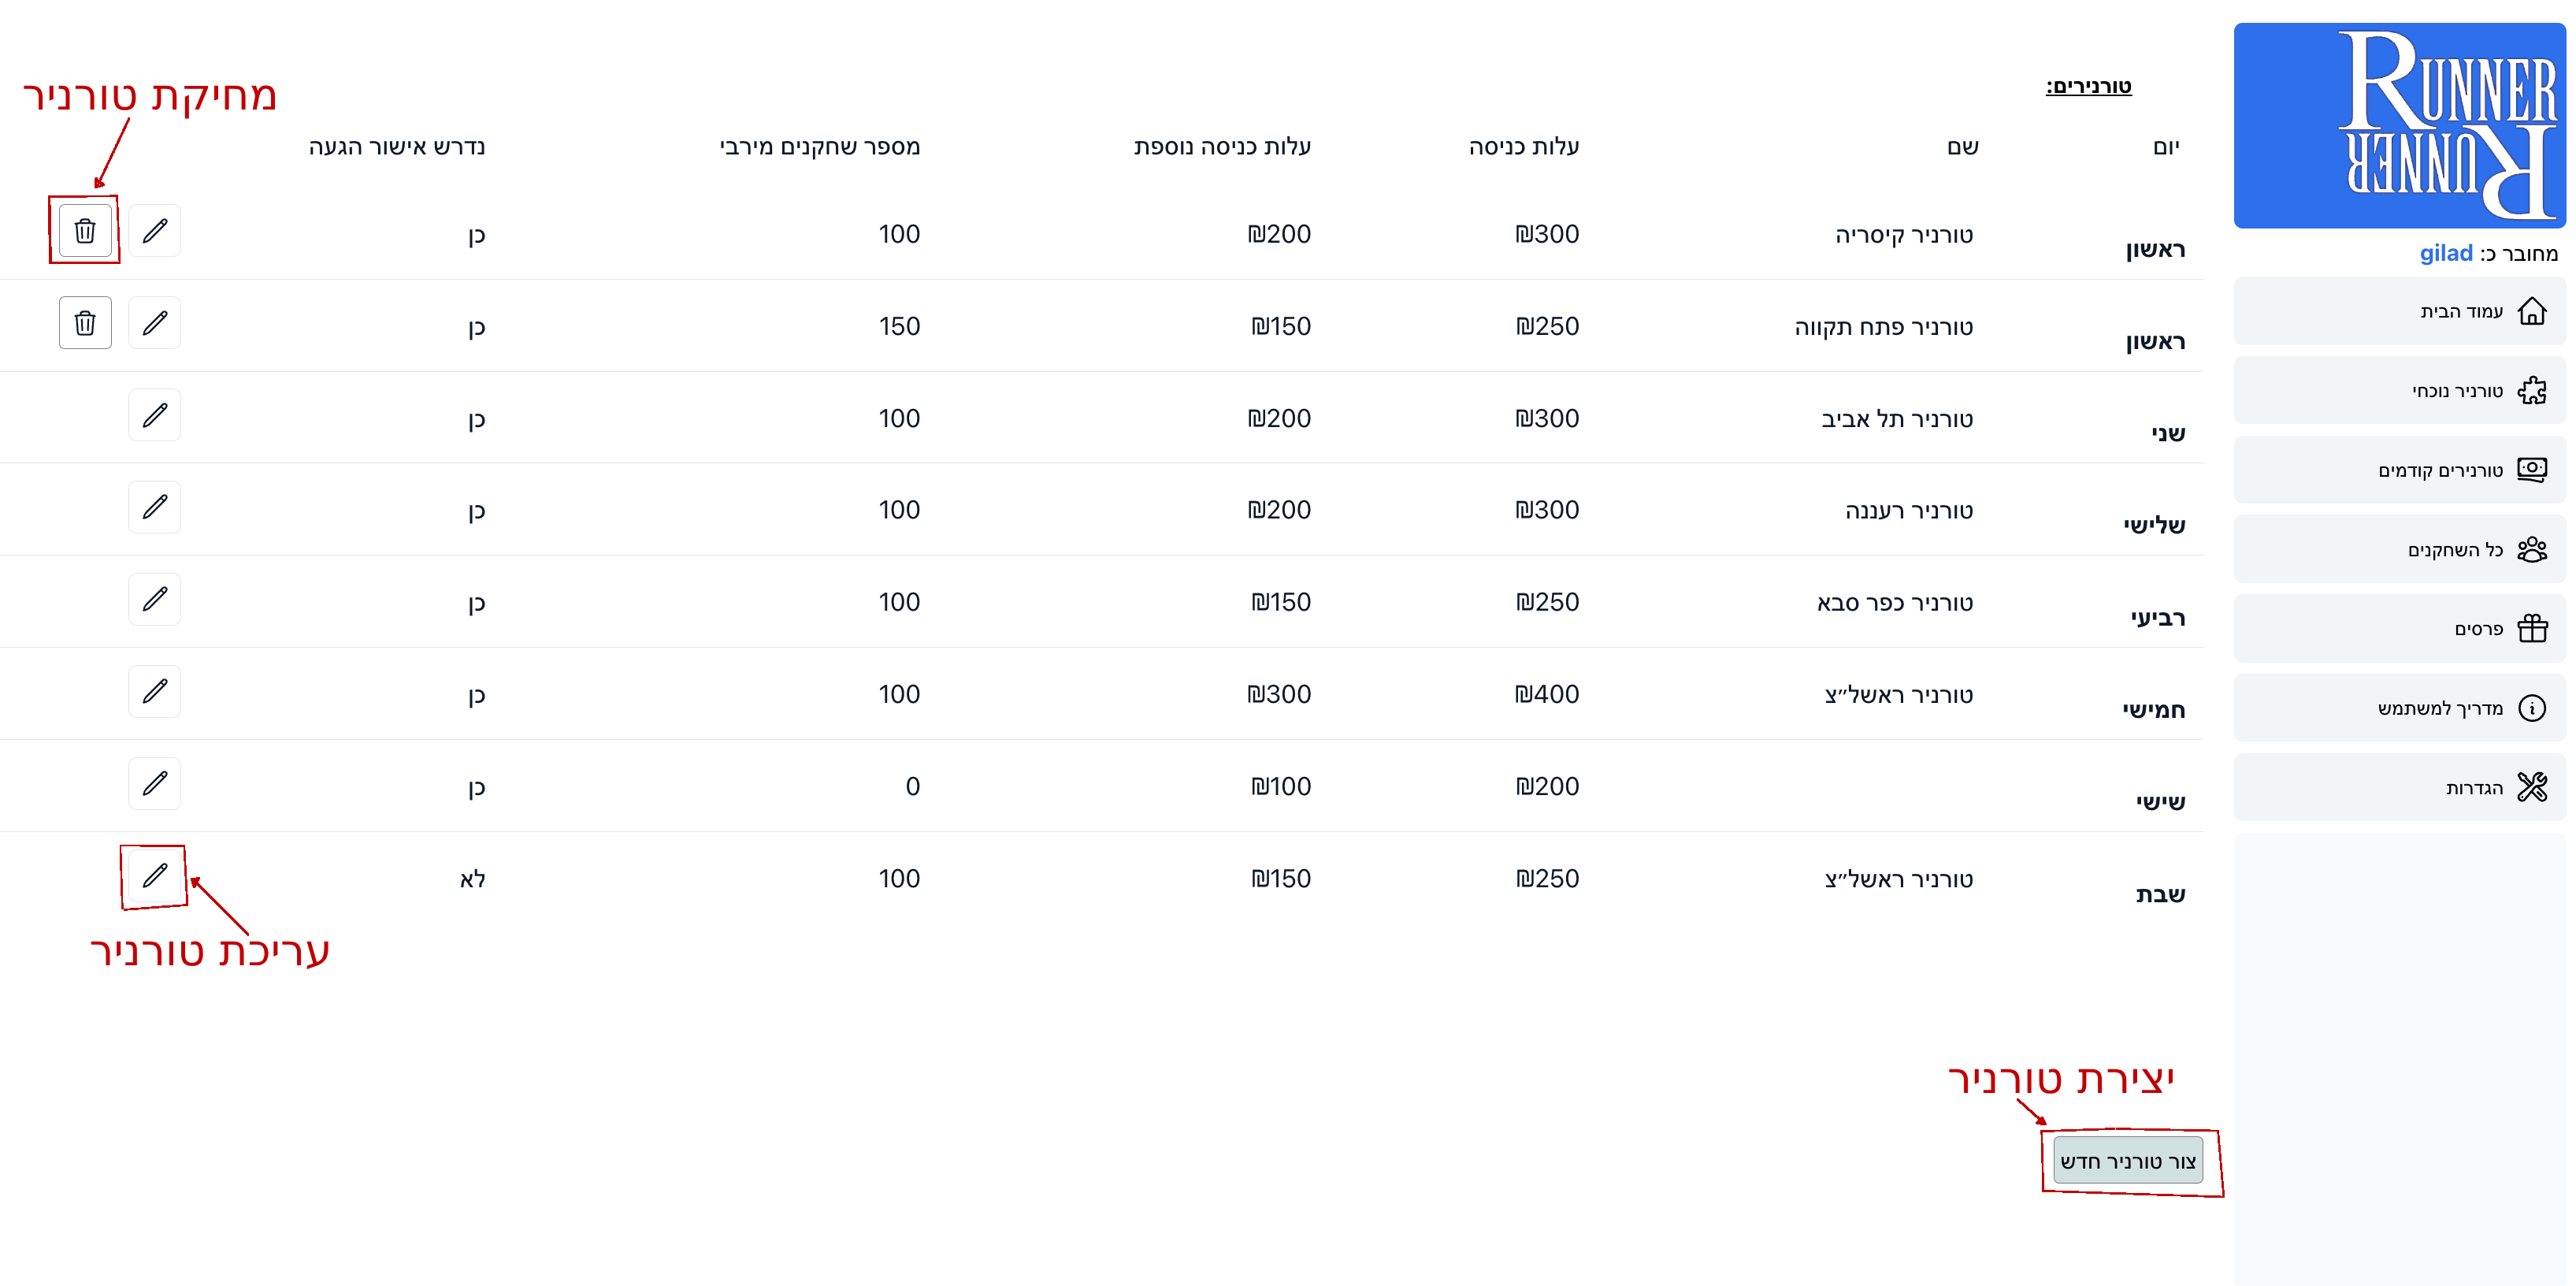 RUNNER
RUNNER
מחובר כ: gilad
עמוד הבית
טורניר נוכחי
טורנירים קודמים
כל השחקנים
פרסים
מדריך למשתמש
הגדרות
טורנירים:
מחיקת טורניר
יום שם עלות כניסה עלות כניסה נוספת מספר שחקנים מירבי נדרש אישור הגעה
ראשון טורניר קיסריה ₪300 ₪200 100 כן
ראשון טורניר פתח תקווה ₪250 ₪150 150 כן
שני טורניר תל אביב ₪300 ₪200 100 כן
שלישי טורניר רעננה ₪300 ₪200 100 כן
רביעי טורניר כפר סבא ₪250 ₪150 100 כן
חמישי טורניר ראשל״צ ₪400 ₪300 100 כן
שישי ₪200 ₪100 0 כן
שבת טורניר ראשל״צ ₪250 ₪150 100 לא
עריכת טורניר
יצירת טורניר
צור טורניר חדש